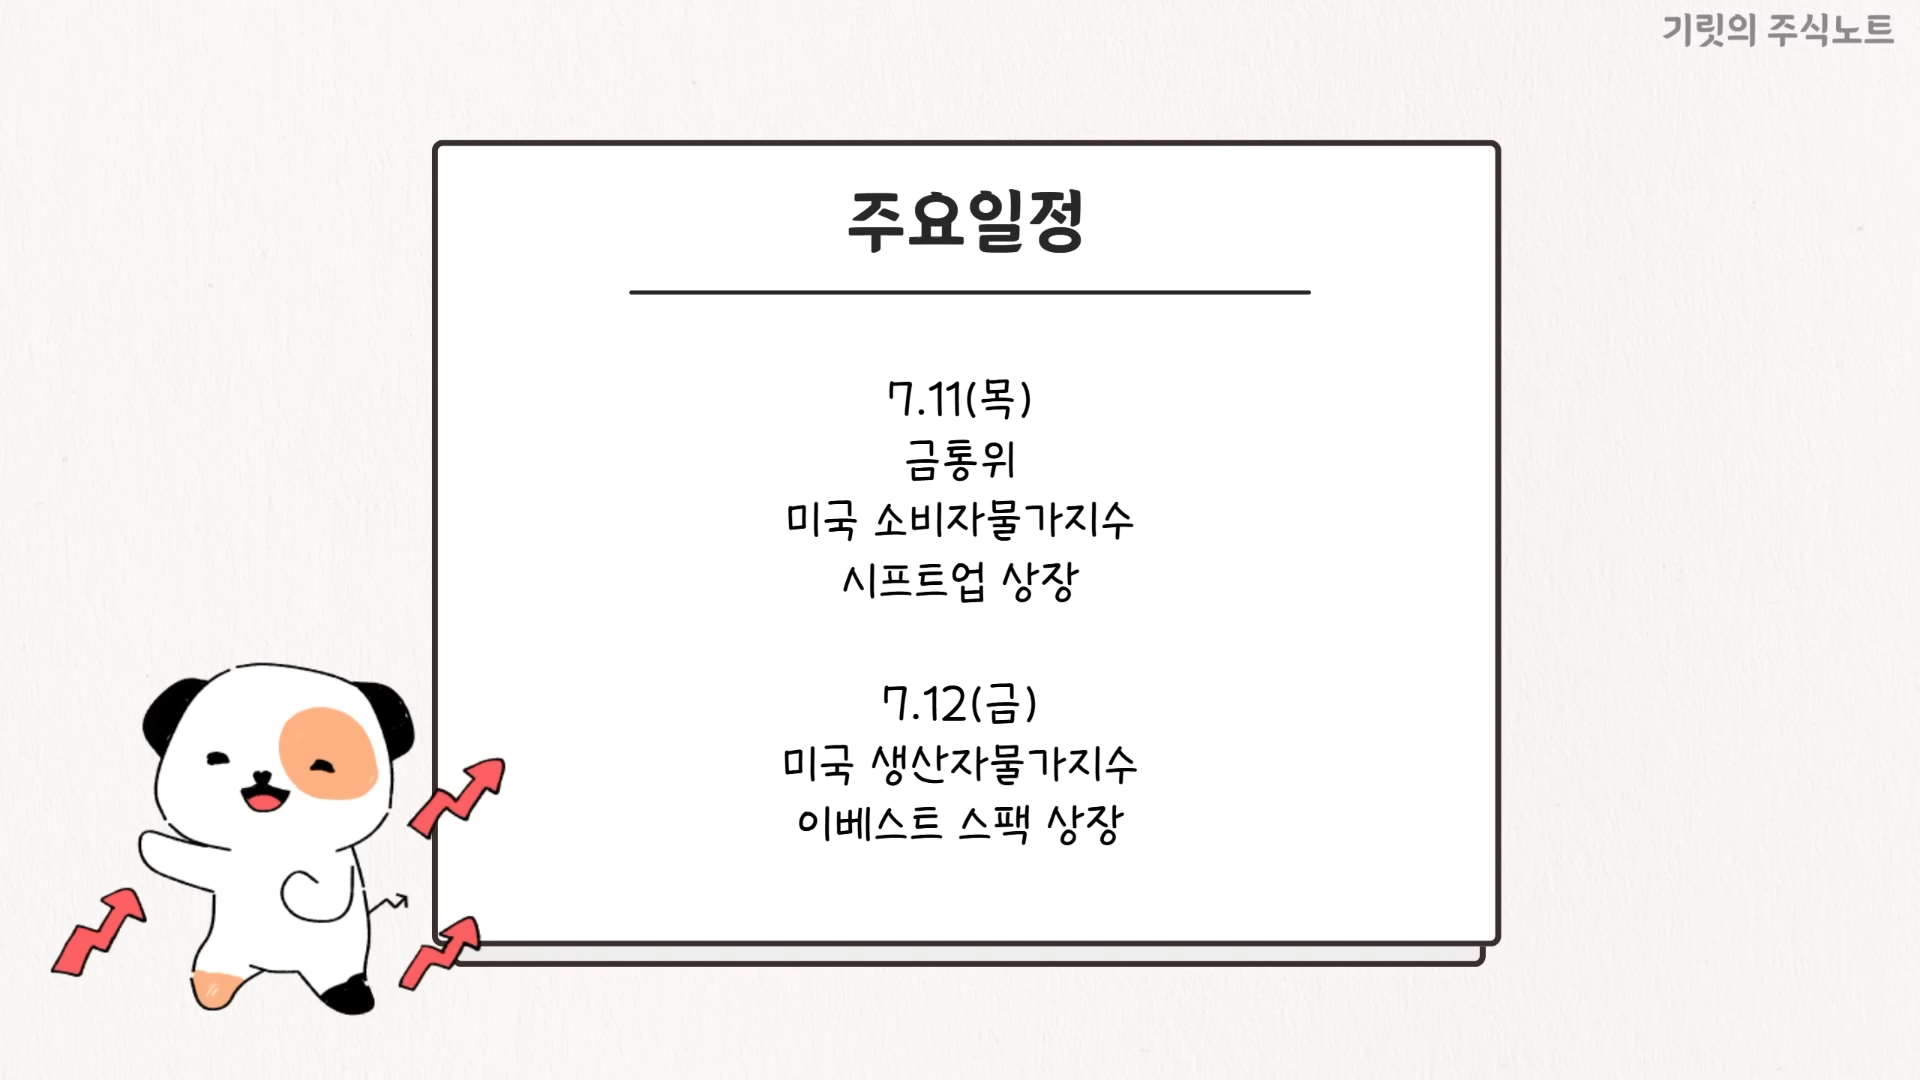 기릿의 주식노트
주요일정
7.11(목)
금통위
미국 소비자물가지수
시프트업 상장
7.12(금)
미국 생산자물가지수
이베스트 스팩 상장